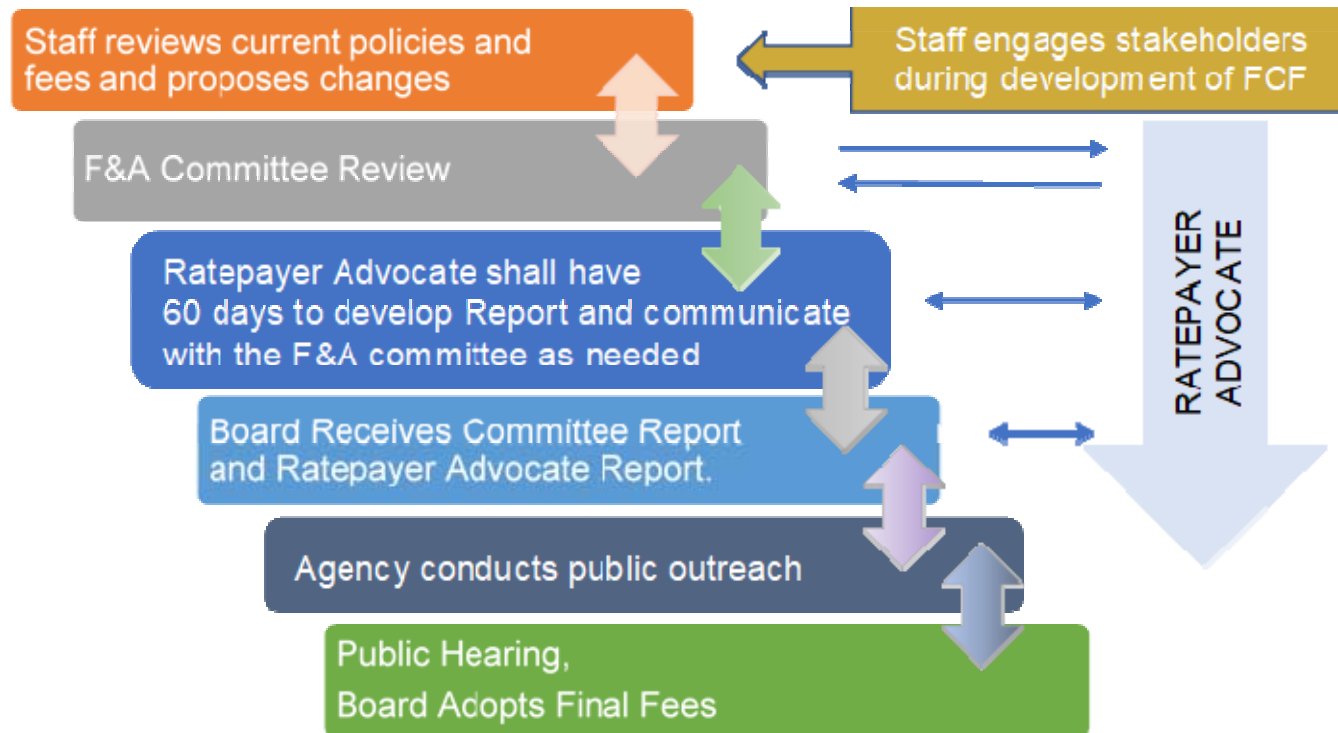 Staff reviews current policies and
fees and proposes changes
Staff engages stakeholders
during development of FCF
F&A Committee Review
Ratepayer Advocate shall have
60 days to develop Report and communicate
with the F&A committee as needed
Board Receives Committee Report
and Ratepayer Advocate Report.
Agency conducts public outreach
Public Hearing,
Board Adopts Final Fees
RATEPAYER
ADVOCATE